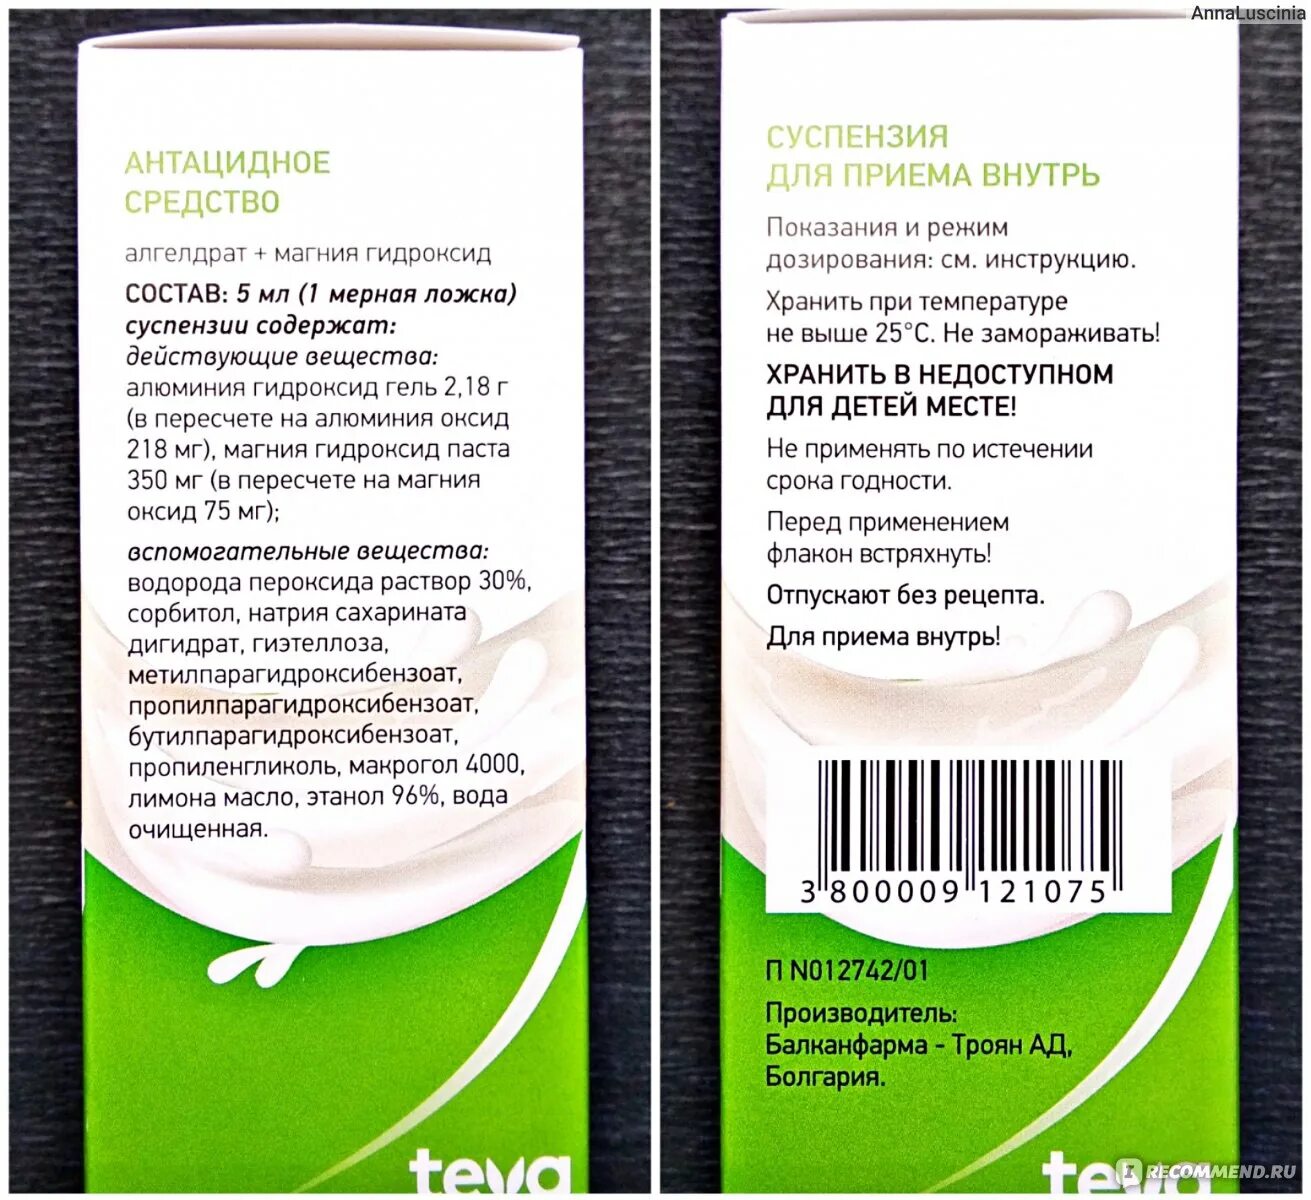 АНТАЦИДНОЕ
СРЕДСТВО
алгелдрат + магния гидроксид
СОСТАВ: 5 мл (1 мерная ложка)
суспензии содержат:
действующие вещества:
алюминия гидроксид гель 2,18 г
(в пересчете на алюминия оксид
218 мг), магния гидроксид паста
350 мг (в пересчете на магния
оксид 75 мг);
вспомогательные вещества:
водорода пероксида раствор 30%,
сорбитол, натрия сахарината
дигидрат, гиэтеллоза,
метилпарагидроксибензоат,
пропилпарагидроксибензоат,
бутилпарагидроксибензоат,
пропиленгликоль, макрогол 4000,
лимона масло, этанол 96%, вода
очищенная.
teva
AnnaLuscinia
СУСПЕНЗИЯ
ДЛЯ ПРИЕМА ВНУТРЬ
Показания и режим
дозирования: см. инструкцию.
Хранить при температуре
не выше 25°С. Не замораживать!
ХРАНИТЬ В НЕДОСТУПНОМ
ДЛЯ ДЕТЕЙ МЕСТЕ!
Не применять по истечении
срока годности.
Перед применением
флакон встряхнуть!
Отпускают без рецепта.
Для приема внутрь!
3 800009 121075
П N012742/01
Производитель:
Балканфарма - Троян АД,
Болгария.
teva
IRECOMMEND.RU